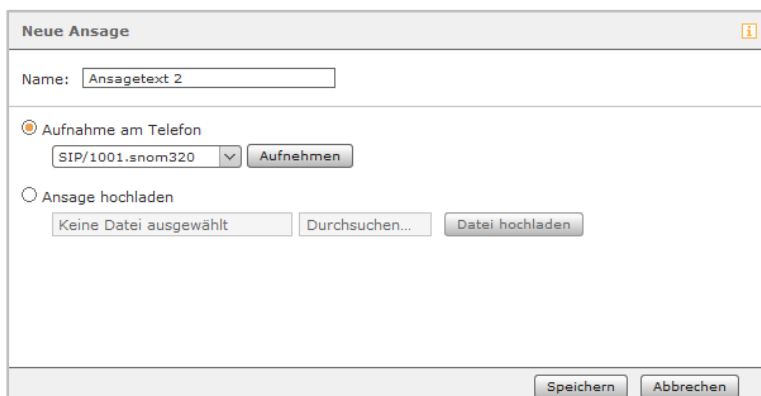 Neue Ansage
Name: Ansagetext 2
Aufnahme am Telefon
SIP/1001.snom320 Aufnehmen
Ansage hochladen
Keine Datei ausgewählt Durchsuchen... Datei hochladen
Speichern Abbrechen